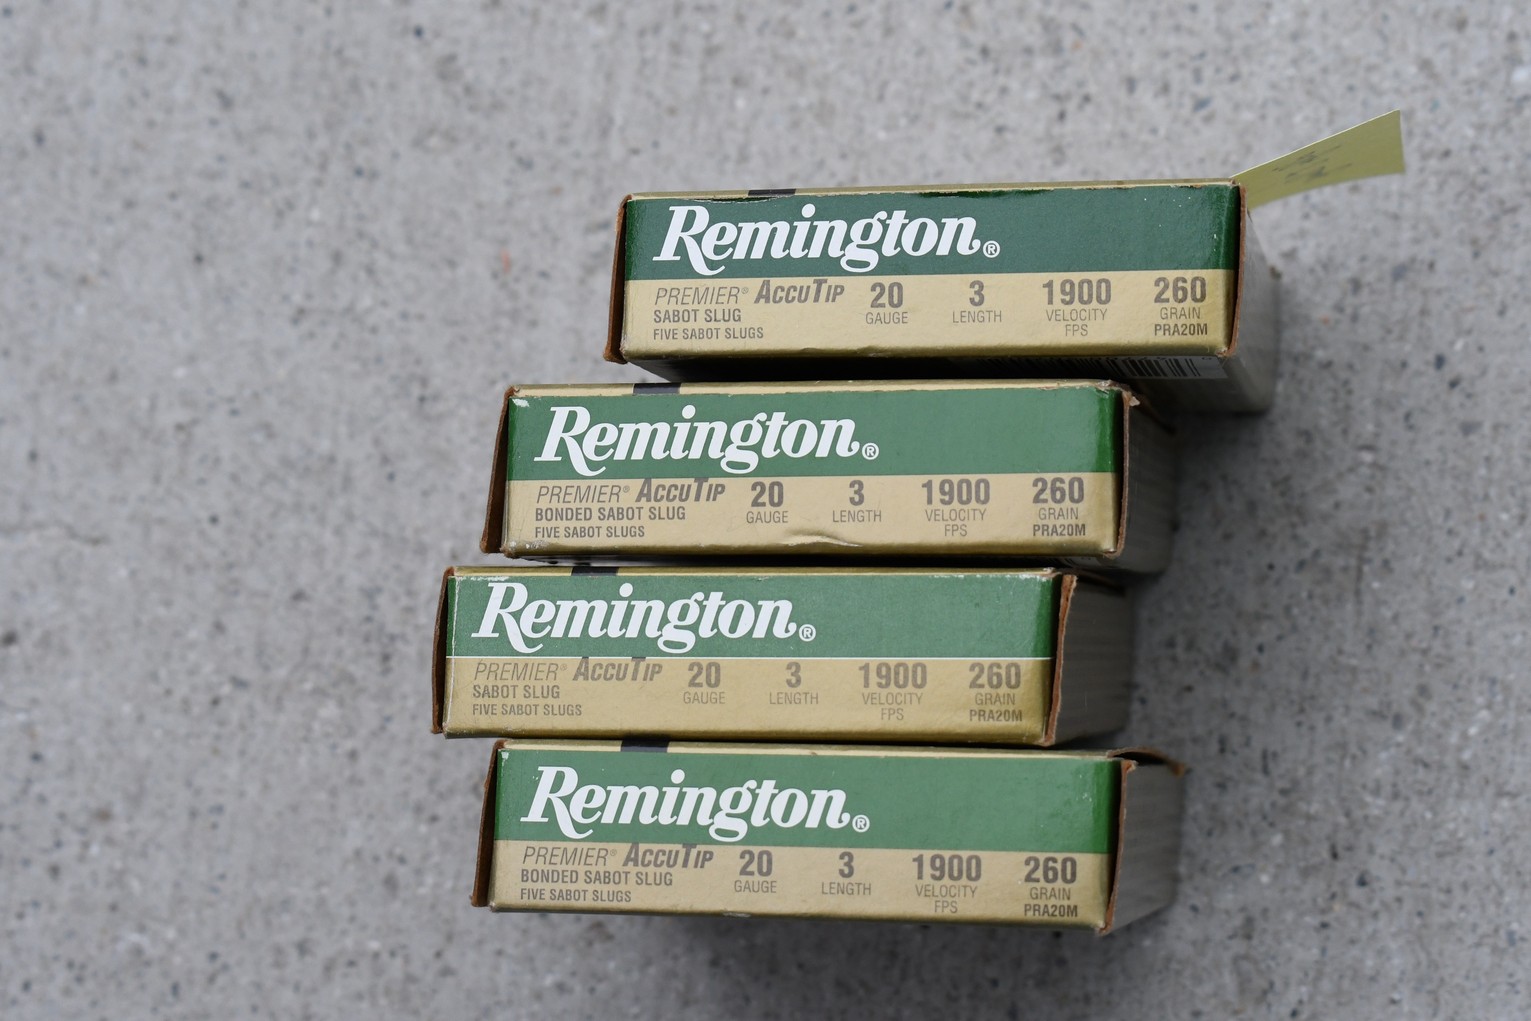 Remington®
PREMIER® ACCUTIP 20 3 1900 260
SABOT SLUG GAUGE LENGTH VELOCITY GRAIN
FIVE SABOT SLUGS FPS PRA20M
Remington®
PREMIER® ACCUTIP 20 3 1900 260
BONDED SABOT SLUG GAUGE LENGTH VELOCITY GRAIN
FIVE SABOT SLUGS FPS PRA20M
Remington®
PREMIER® ACCUTIP 20 3 1900 260
SABOT SLUG GAUGE LENGTH VELOCITY GRAIN
FIVE SABOT SLUGS FPS PRA20M
Remington®
PREMIER® ACCUTIP 20 3 1900 260
BONDED SABOT SLUG GAUGE LENGTH VELOCITY GRAIN
FIVE SABOT SLUGS FPS PRA20M